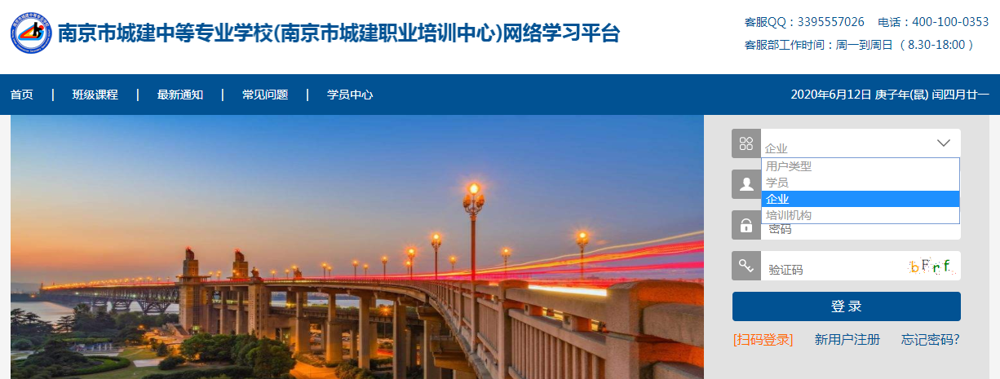 南京市城建中等专业学校(南京市城建职业培训中心)网络学习平台
客服QQ：3395557026 电话：400-100-0353
客服部工作时间：周一到周日（ 8.30-18:00 ）
首页 | 班级课程 | 最新通知 | 常见问题 | 学员中心
2020年6月12日 庚子年(鼠) 闰四月廿一
企业
用户类型
学员
企业
培训机构
密码
验证码 bFrf
登 录
[扫码登录] 新用户注册 忘记密码?